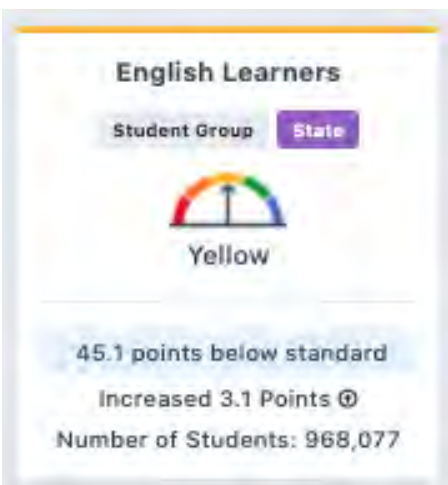 English Learners
Student Group State
Yellow
45.1 points below standard
Increased 3.1 Points
Number of Students: 968,077